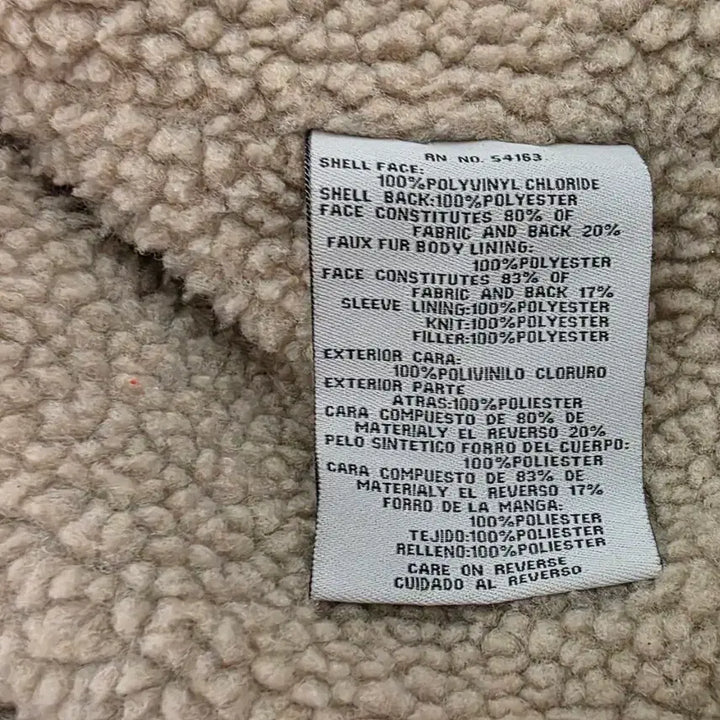 RN NO. 54163
SHELL FACE:
100%POLYVINYL CHLORIDE
SHELL BACK:100%POLYESTER
FACE CONSTITUTES 80% OF
FABRIC AND BACK 20%
FAUX FUR BODY LINING:
100%POLYESTER
FACE CONSTITUTES 83% OF
FABRIC AND BACK 17%
SLEEVE LINING:100%POLYESTER
KNIT:100%POLYESTER
FILLER:100%POLYESTER
EXTERIOR CARA:
100%POLIVINILO CLORURO
EXTERIOR PARTE
ATRAS:100%POLIESTER
CARA COMPUESTO DE 80% DE
MATERIALY EL REVERSO 20%
PELO SINTETICO FORRO DEL CUERPO:
100%POLIESTER
CARA COMPUESTO DE 83% DE
MATERIALY EL REVERSO 17%
FORRO DE LA MANGA:
100%POLIESTER
TEJIDO:100%POLIESTER
RELLENO:100%POLIESTER
CARE ON REVERSE
CUIDADO AL REVERSO